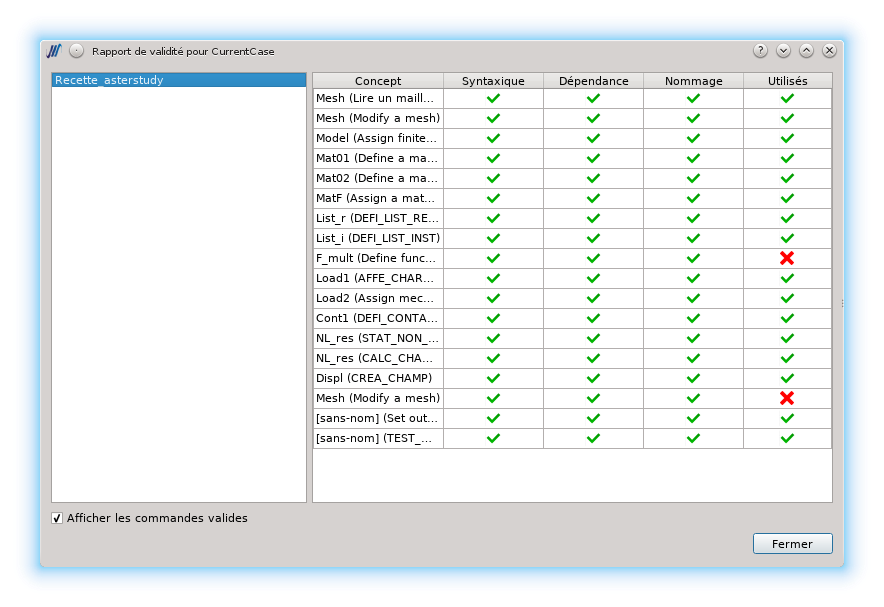 Rapport de validité pour CurrentCase
Recette_asterstudy
Concept Syntaxique Dépendance Nommage Utilisés
Mesh (Lire un maill...
Mesh (Modify a mesh)
Model (Assign finite...
Mat01 (Define a ma...
Mat02 (Define a ma...
MatF (Assign a mat...
List_r (DEFI_LIST_RE...
List_i (DEFI_LIST_INST)
F_mult (Define func...
Load1 (AFFE_CHAR...
Load2 (Assign mec...
Cont1 (DEFI_CONTA...
NL_res (STAT_NON_...
NL_res (CALC_CHA...
Displ (CREA_CHAMP)
Mesh (Modify a mesh)
[sans-nom] (Set out...
[sans-nom] (TEST_...
Afficher les commandes valides
Fermer